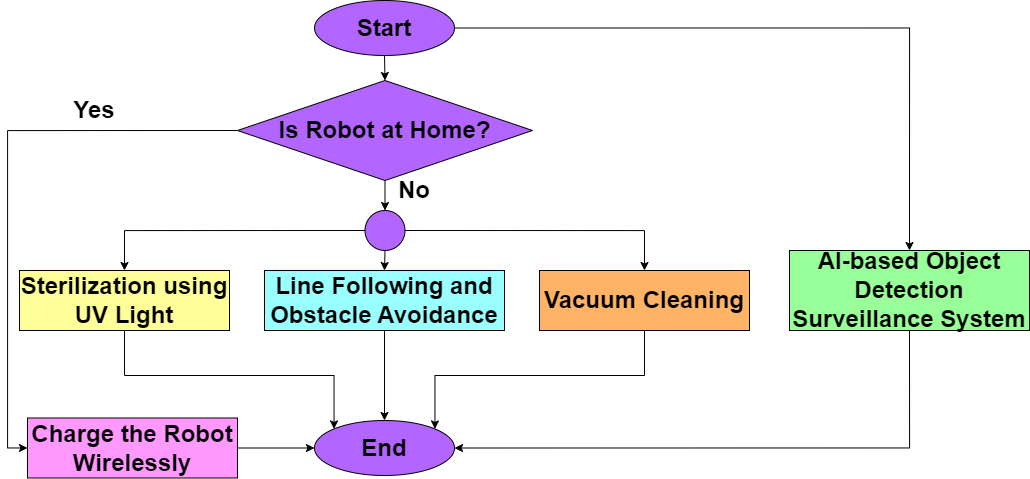 Start
Yes
Is Robot at Home?
No
Sterilization using
UV Light
Line Following and
Obstacle Avoidance
Vacuum Cleaning
AI-based Object
Detection
Surveillance System
Charge the Robot
Wirelessly
End